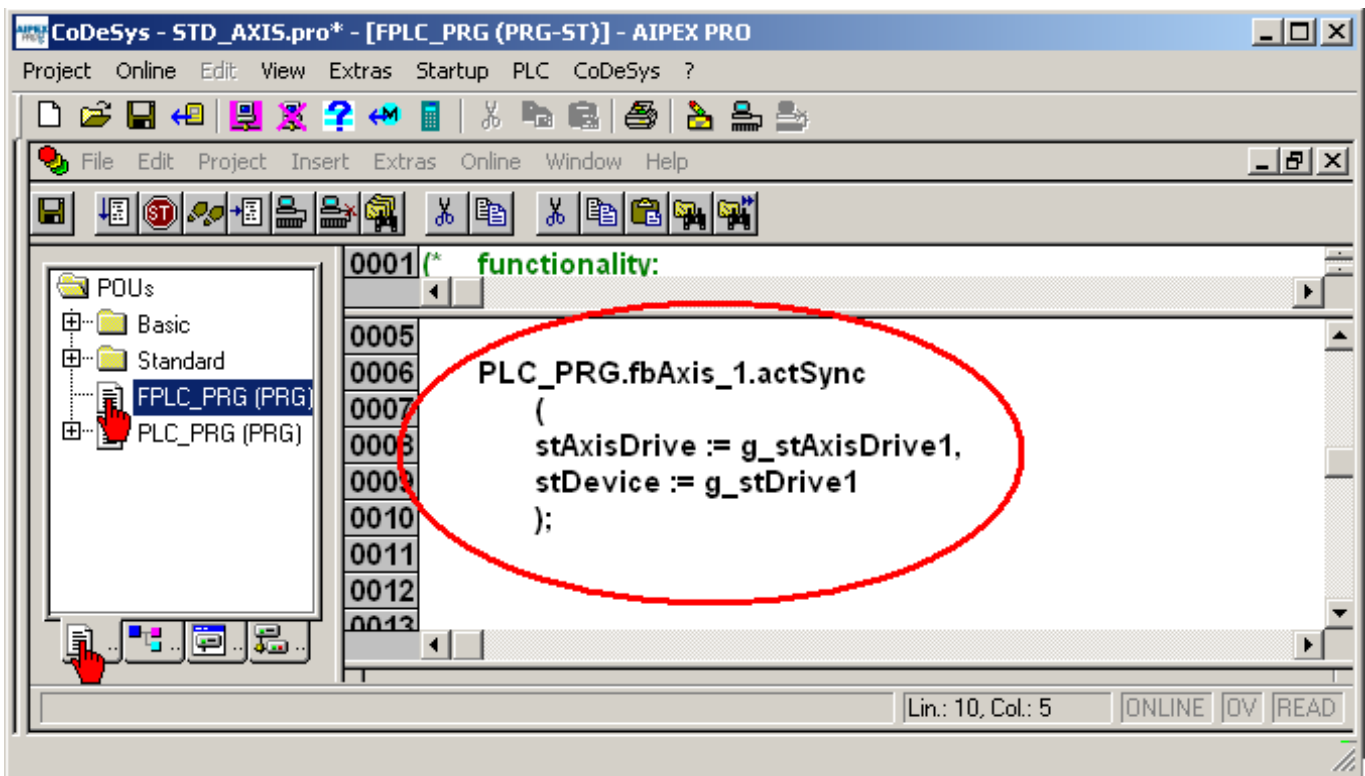 CoDeSys - STD_AXIS.pro* - [FPLC_PRG (PRG-ST)] - AIPEX PRO
Project Online Edit View Extras Startup PLC CoDeSys ?
File Edit Project Insert Extras Online Window Help
ST
POUs
Basic
Standard
FPLC_PRG (PRG)
PLC_PRG (PRG)
0001 (* functionality:
0005
0006 PLC_PRG.fbAxis_1.actSync
0007 (
0008 stAxisDrive := g_stAxisDrive1,
0009 stDevice := g_stDrive1
0010 );
0011
0012
0013
Lin.: 10, Col.: 5 ONLINE OV READ